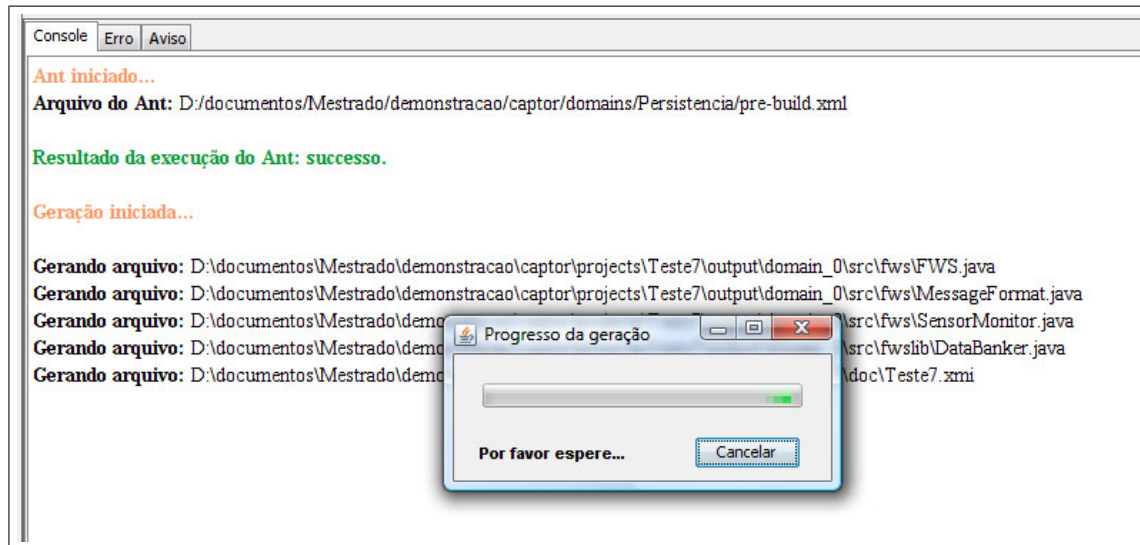 Console Erro Aviso
Ant iniciado...
Arquivo do Ant: D:/documentos/Mestrado/demonstracao/captor/domains/Persistencia/pre-build.xml
Resultado da execução do Ant: successo.
Geração iniciada...
Gerando arquivo: D:\documentos\Mestrado\demonstracao\captor\projects\Teste7\output\domain_0\src\fws\FWS.java
Gerando arquivo: D:\documentos\Mestrado\demonstracao\captor\projects\Teste7\output\domain_0\src\fws\MessageFormat.java
Gerando arquivo: D:\documentos\Mestrado\demo \src\fws\SensorMonitor.java
Gerando arquivo: D:\documentos\Mestrado\demo \src\fwslib\DataBanker.java
Gerando arquivo: D:\documentos\Mestrado\demo \doc\Teste7.xmi
Progresso da geração
Por favor espere... Cancelar